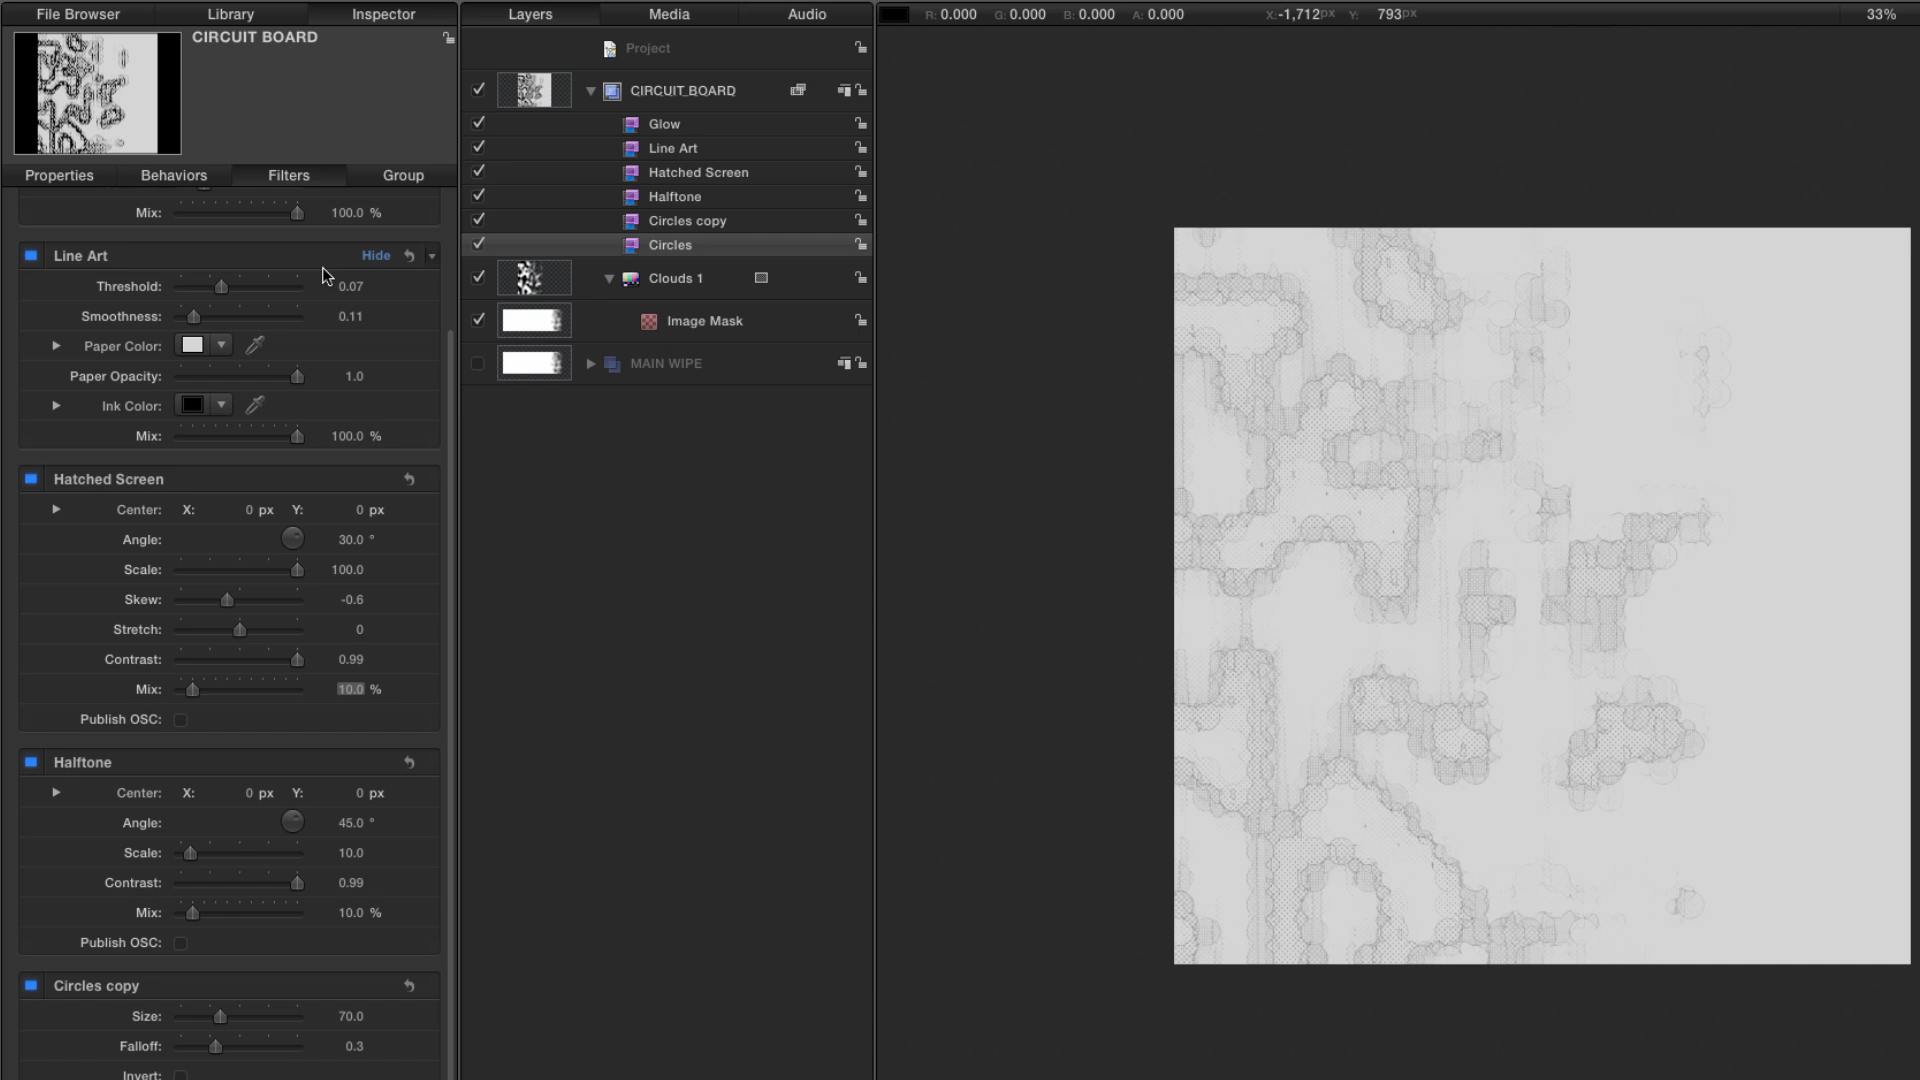 File Browser Library Inspector
CIRCUIT BOARD
Properties Behaviors Filters Group
Mix: 100.0 %
Line Art Hide
Threshold: 0.07
Smoothness: 0.11
Paper Color:
Paper Opacity: 1.0
Ink Color:
Mix: 100.0 %
Hatched Screen
Center: X: 0 px Y: 0 px
Angle: 30.0 °
Scale: 100.0
Skew: -0.6
Stretch: 0
Contrast: 0.99
Mix: 10.0 %
Publish OSC:
Halftone
Center: X: 0 px Y: 0 px
Angle: 45.0 °
Scale: 10.0
Contrast: 0.99
Mix: 10.0 %
Publish OSC:
Circles copy
Size: 70.0
Falloff: 0.3
Invert:
Layers Media Audio
Project
CIRCUIT_BOARD
Glow
Line Art
Hatched Screen
Halftone
Circles copy
Circles
Clouds 1
Image Mask
MAIN WIPE
R: 0.000 G: 0.000 B: 0.000 A: 0.000 X:-1,712px Y: 793px 33%